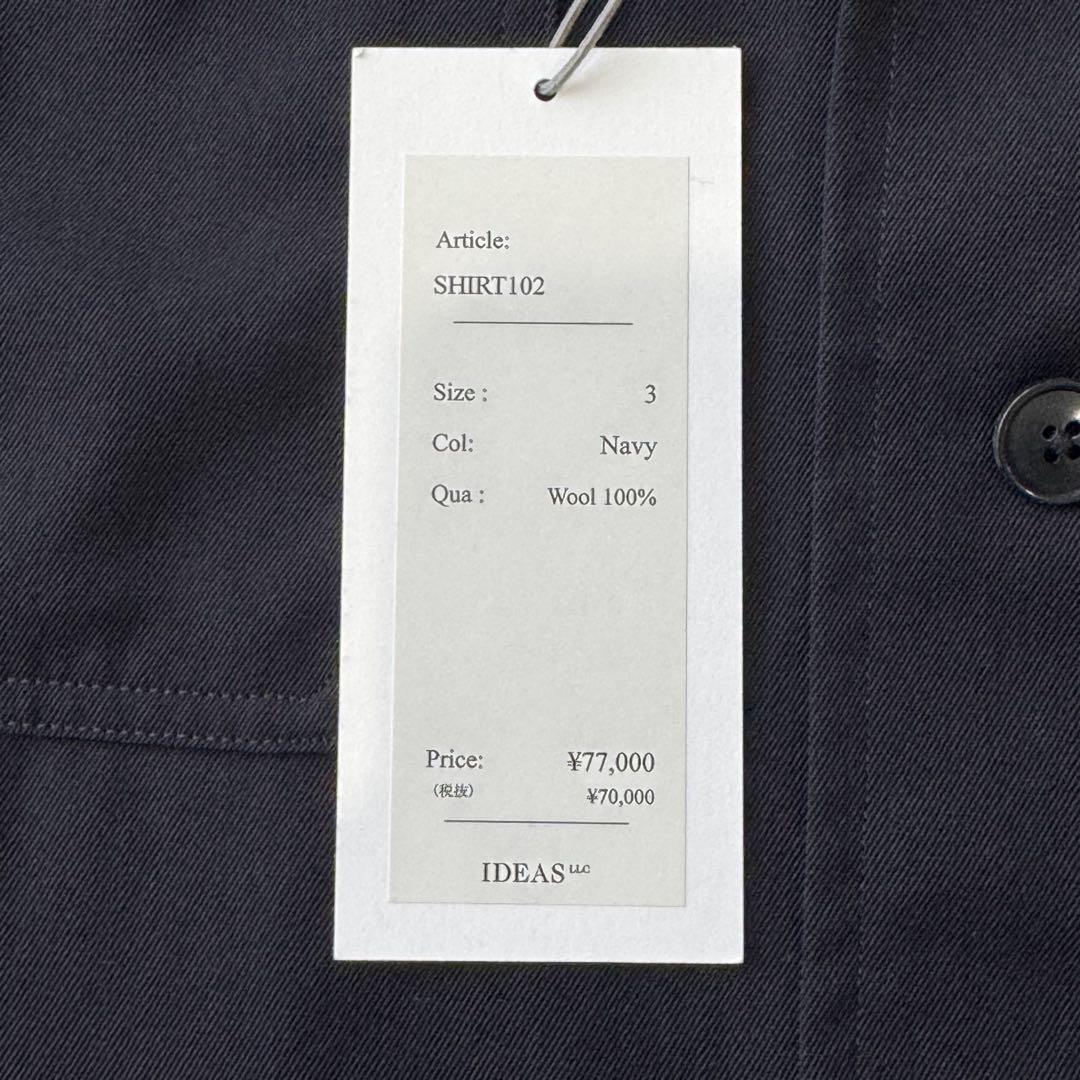 Article:
SHIRT102
Size : 3
Col: Navy
Qua : Wool 100%
Price: ¥77,000
(税抜) ¥70,000
IDEAS LLC